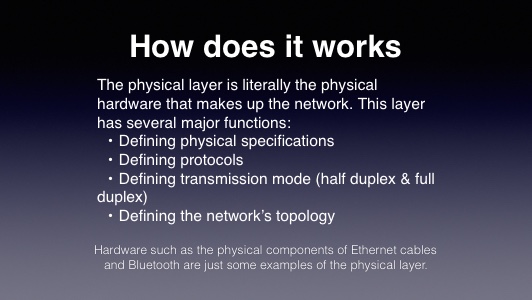 How does it works
The physical layer is literally the physical
hardware that makes up the network. This layer
has several major functions:
• Defining physical specifications
• Defining protocols
• Defining transmission mode (half duplex & full
duplex)
• Defining the network’s topology
Hardware such as the physical components of Ethernet cables
and Bluetooth are just some examples of the physical layer.